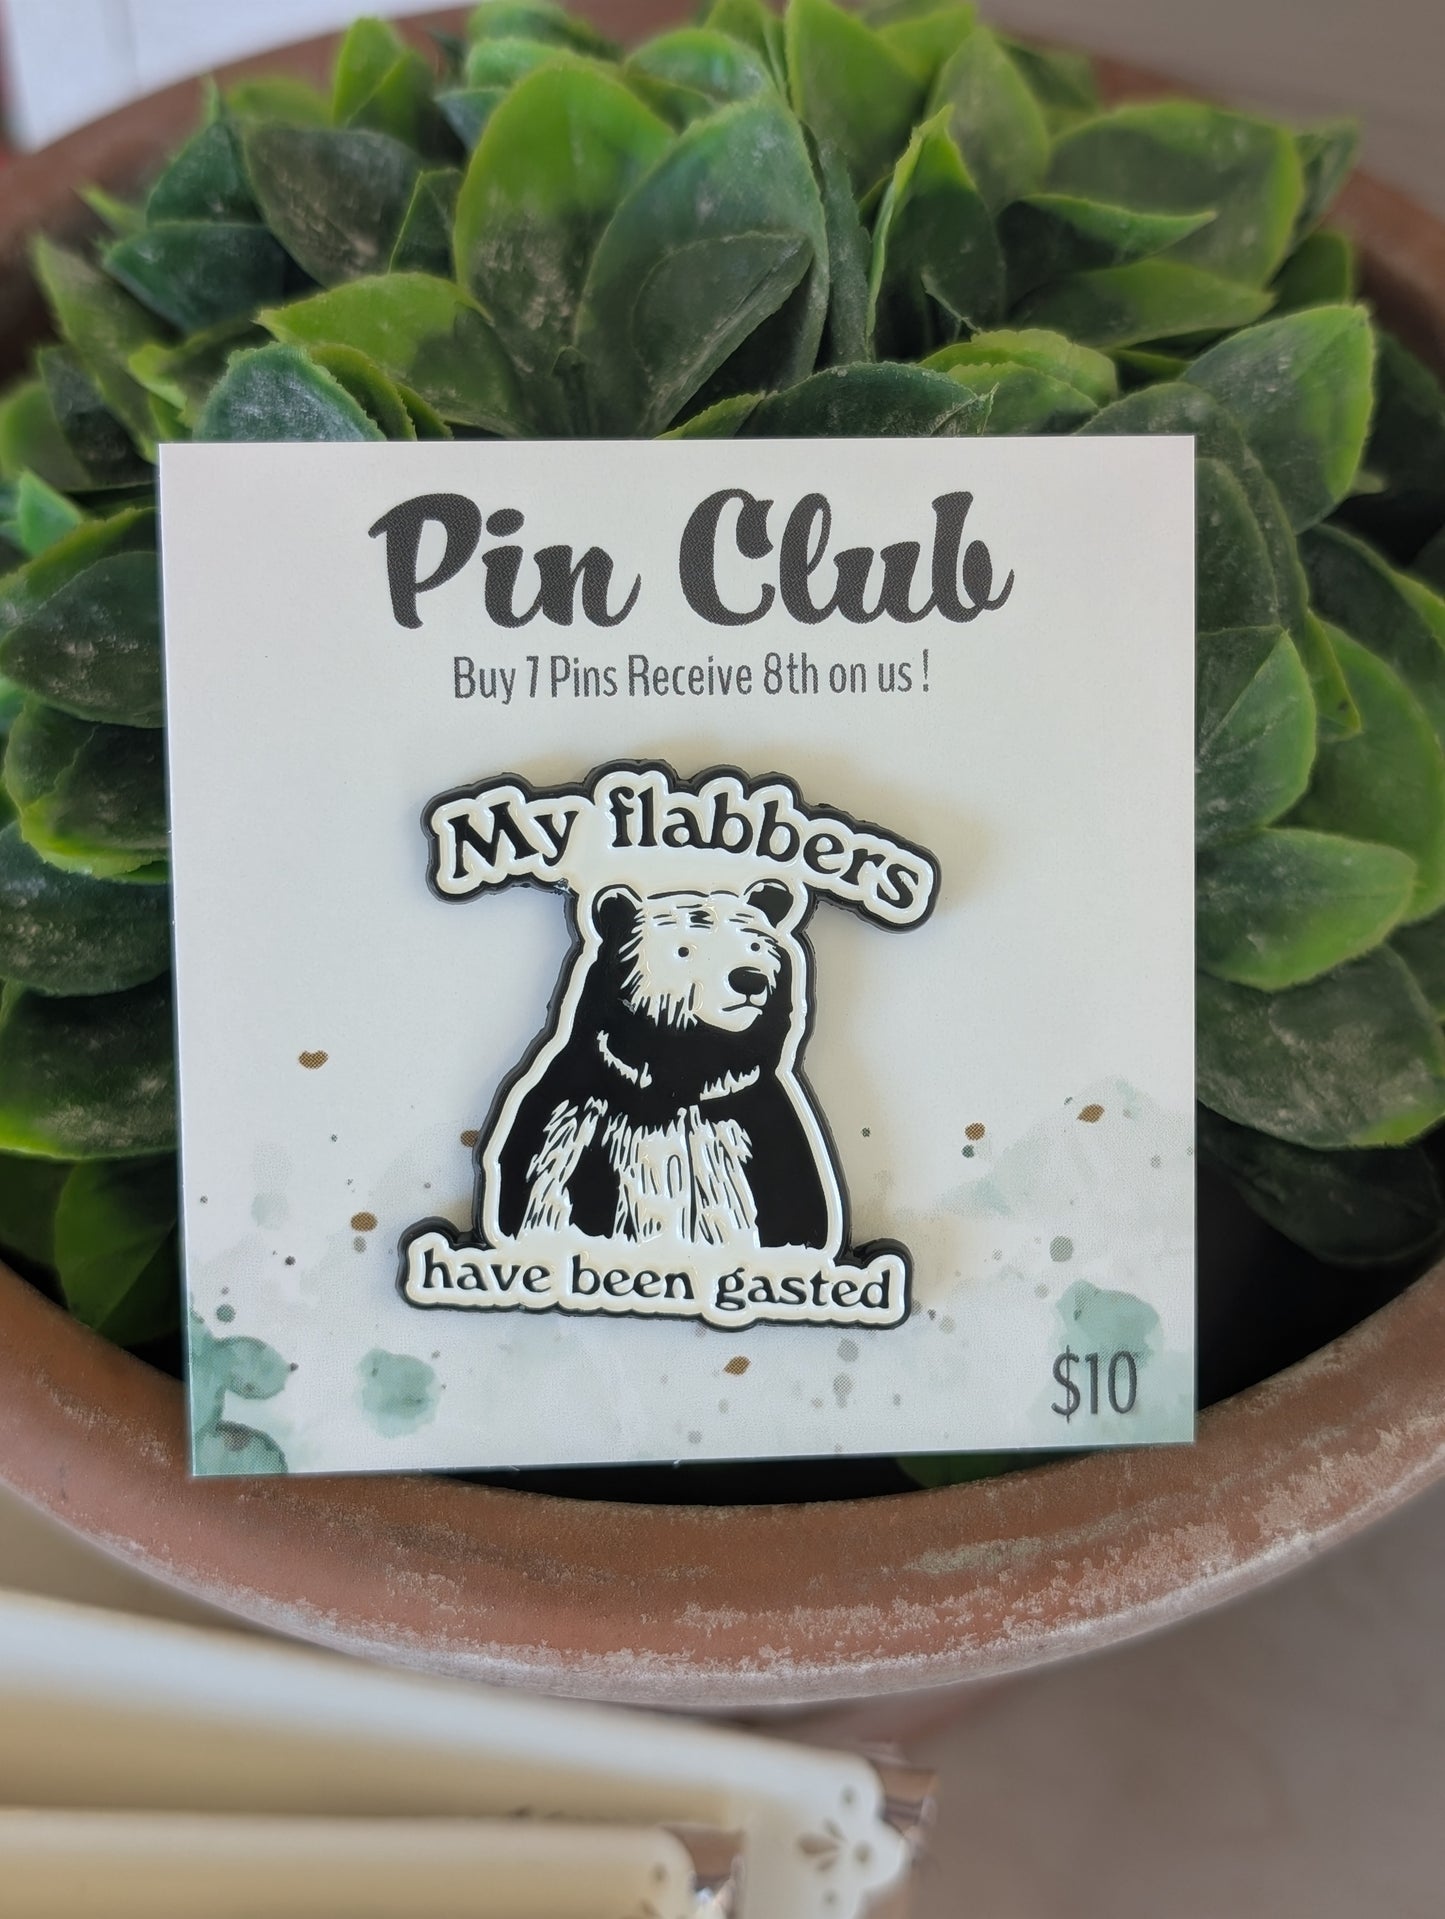 Pin Club
Buy 7 Pins Receive 8th on us!
My flabbers
have been gasted
$10